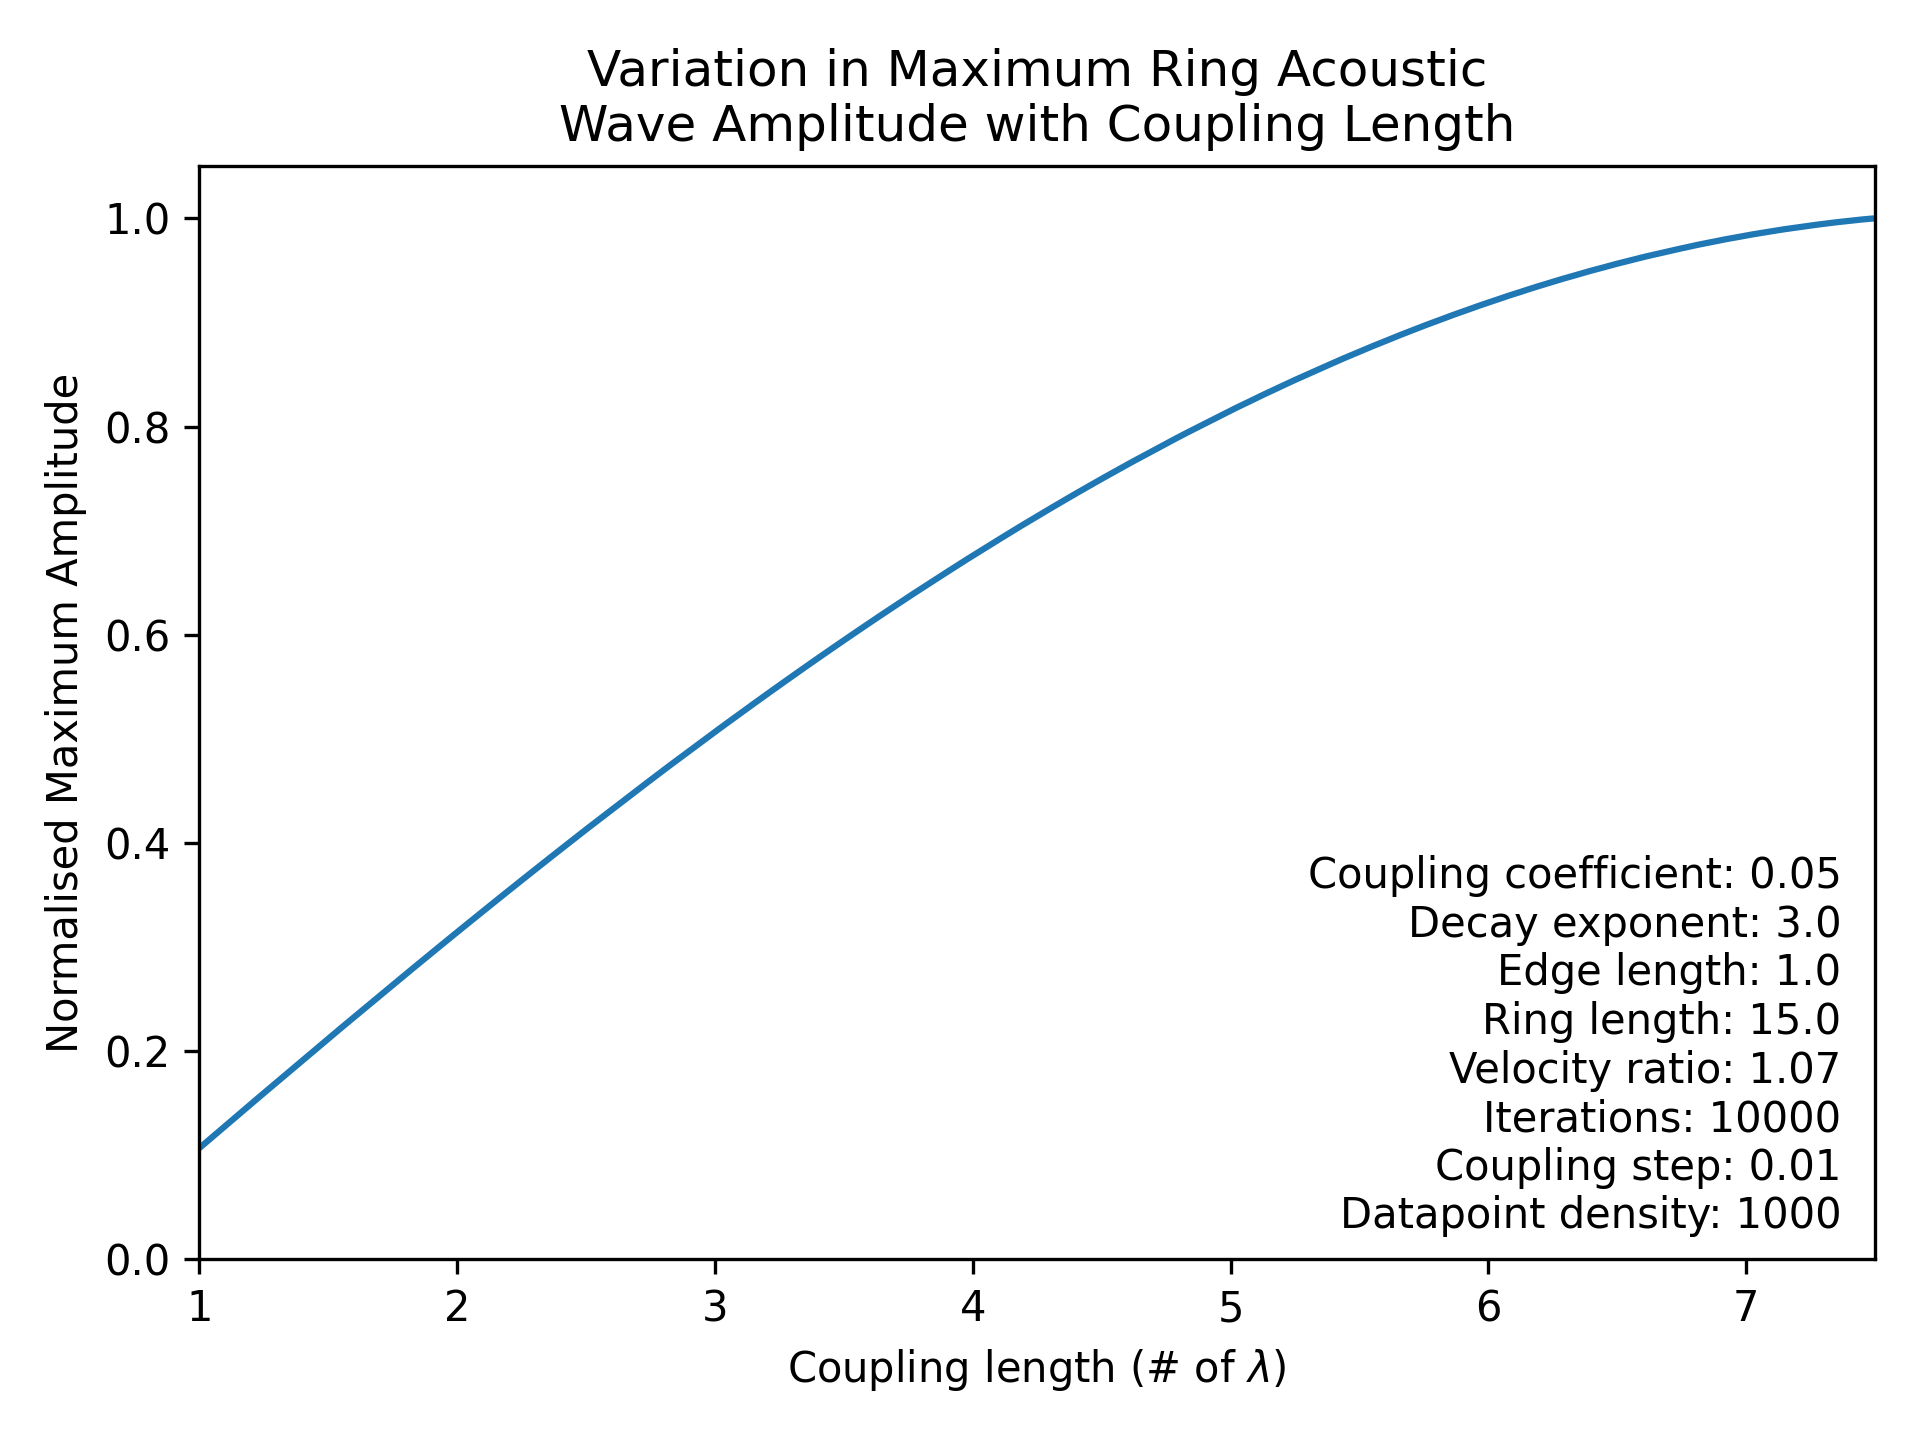 Variation in Maximum Ring Acoustic
Wave Amplitude with Coupling Length
Normalised Maximum Amplitude
1.0
0.8
0.6
0.4
0.2
0.0
Coupling coefficient: 0.05
Decay exponent: 3.0
Edge length: 1.0
Ring length: 15.0
Velocity ratio: 1.07
Iterations: 10000
Coupling step: 0.01
Datapoint density: 1000
1 2 3 4 5 6 7
Coupling length (# of λ)